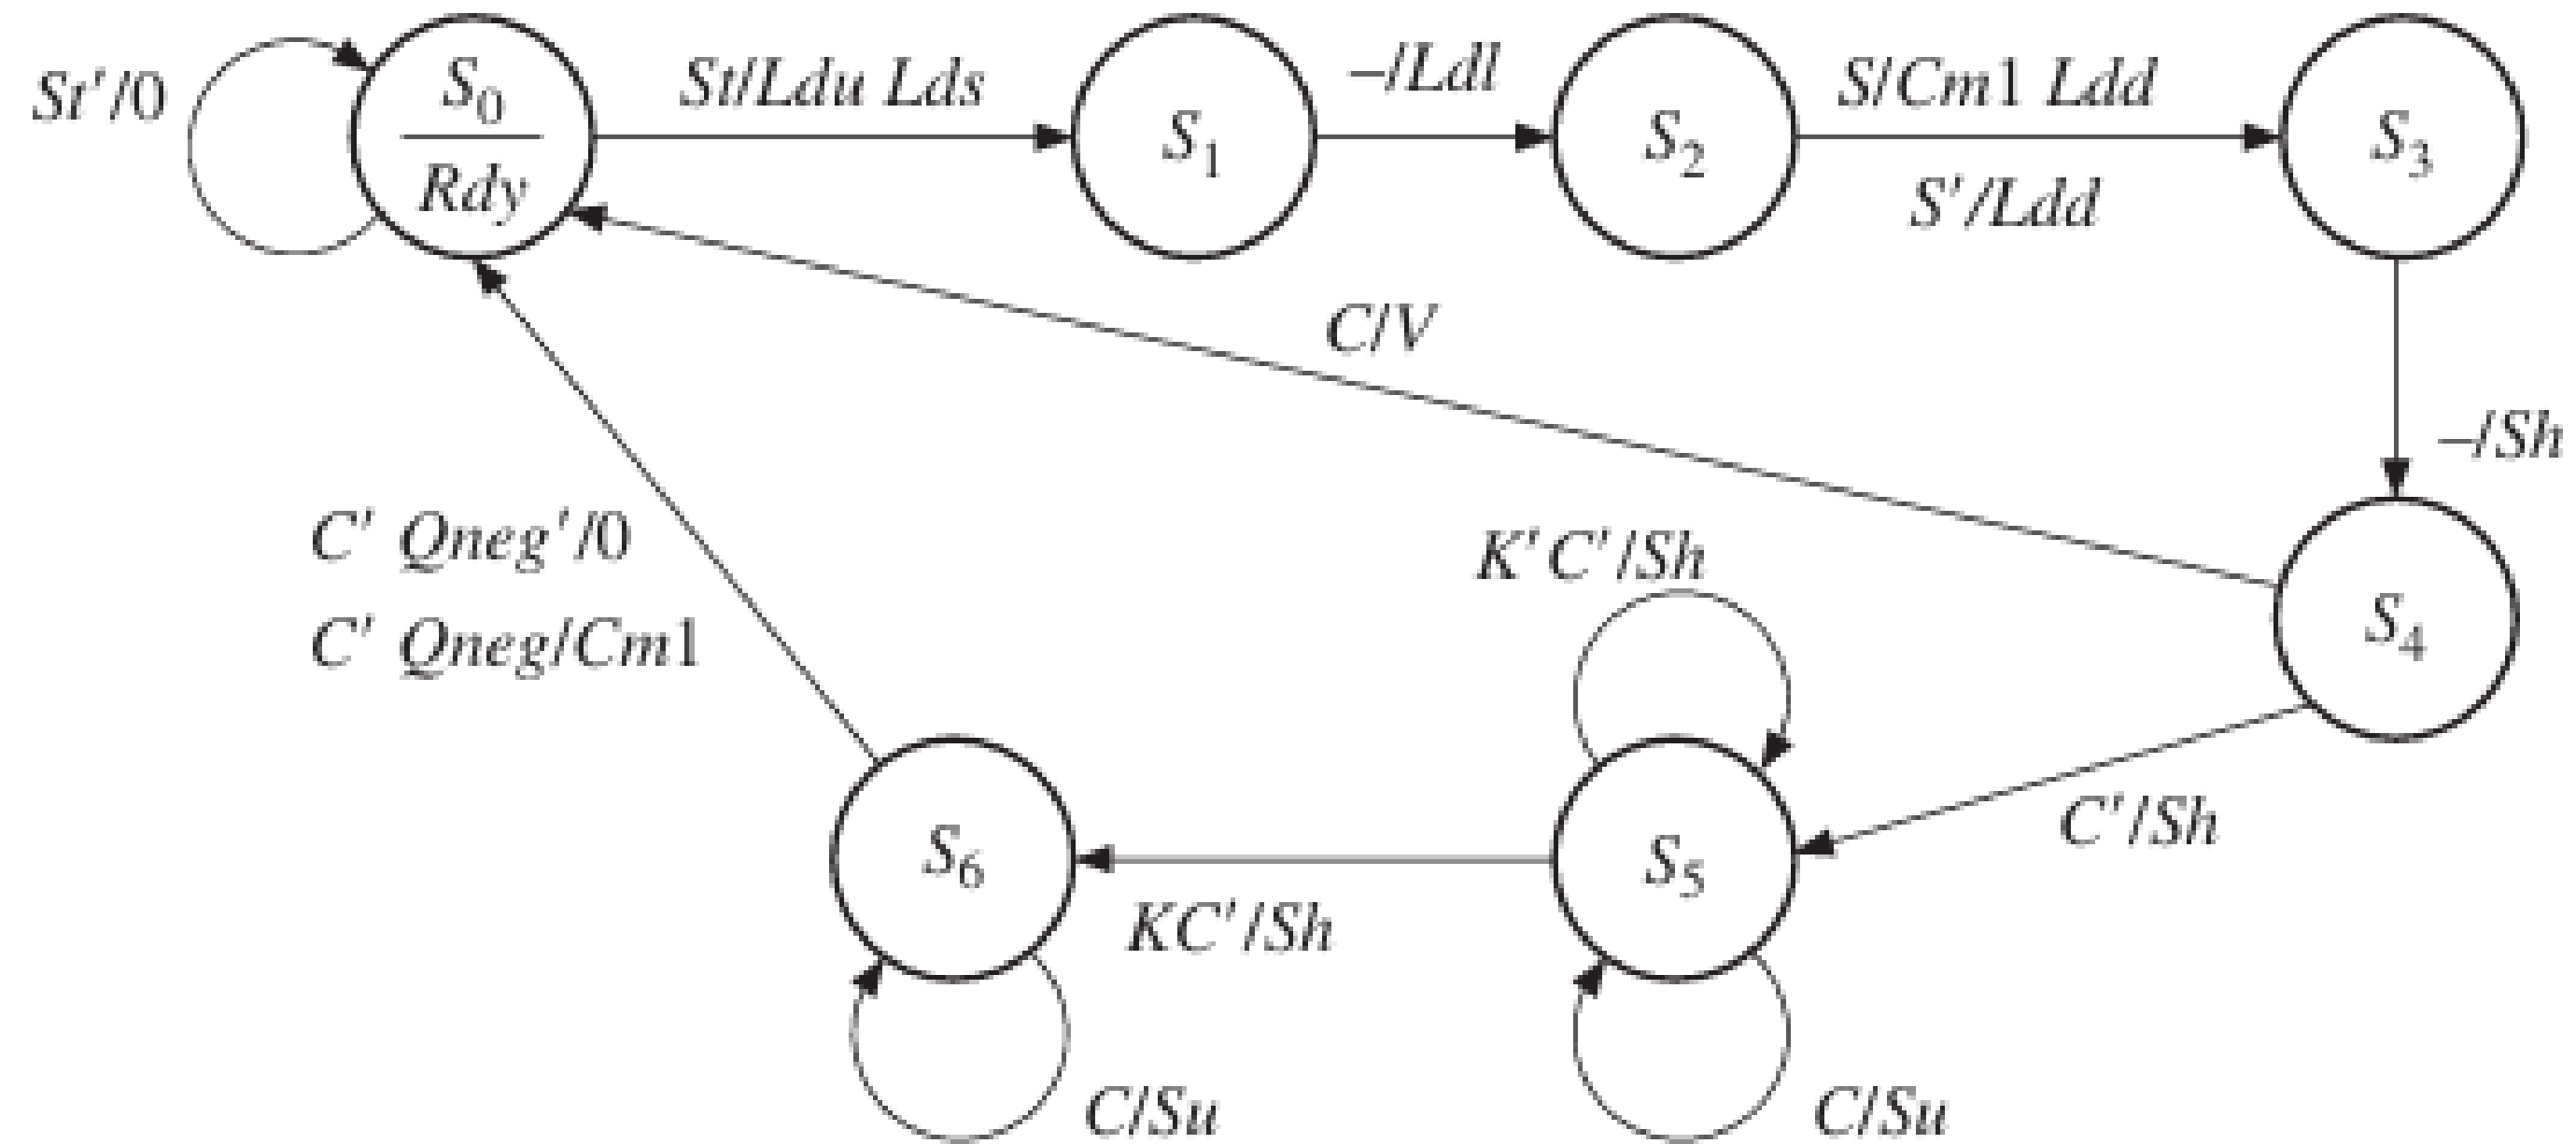 St'/0
S0
Rdy
St/Ldu Lds
S1
–/Ldl
S2
S/Cm1 Ldd
S'/Ldd
S3
C/V
–/Sh
C' Qneg'/0
C' Qneg/Cm1
K'C'/Sh
S4
C'/Sh
S6
KC'/Sh
S5
C/Su
C/Su